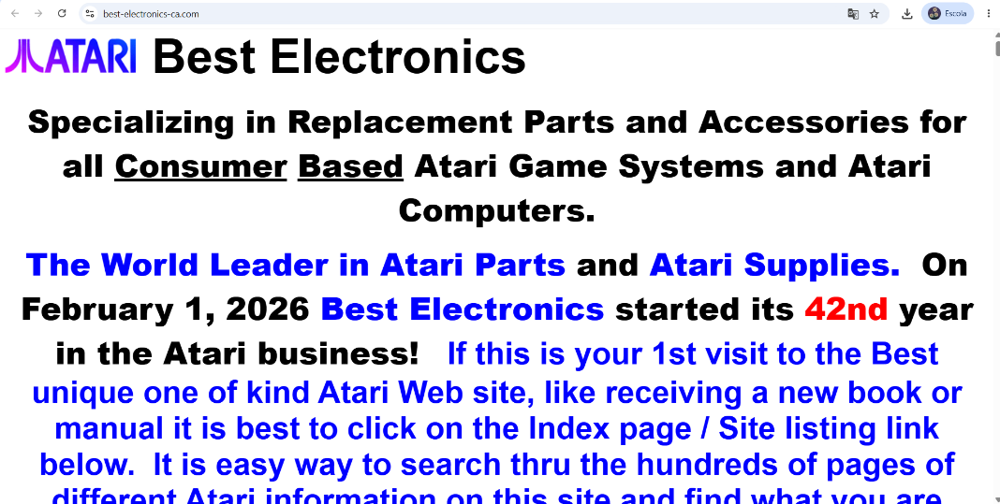 best-electronics-ca.com
Escola
ATARI Best Electronics
Specializing in Replacement Parts and Accessories for
all Consumer Based Atari Game Systems and Atari
Computers.
The World Leader in Atari Parts and Atari Supplies.  On
February 1, 2026 Best Electronics started its 42nd year
in the Atari business!   If this is your 1st visit to the Best
unique one of kind Atari Web site, like receiving a new book or
manual it is best to click on the Index page / Site listing link
below.  It is easy way to search thru the hundreds of pages of
different Atari information on this site and find what you are